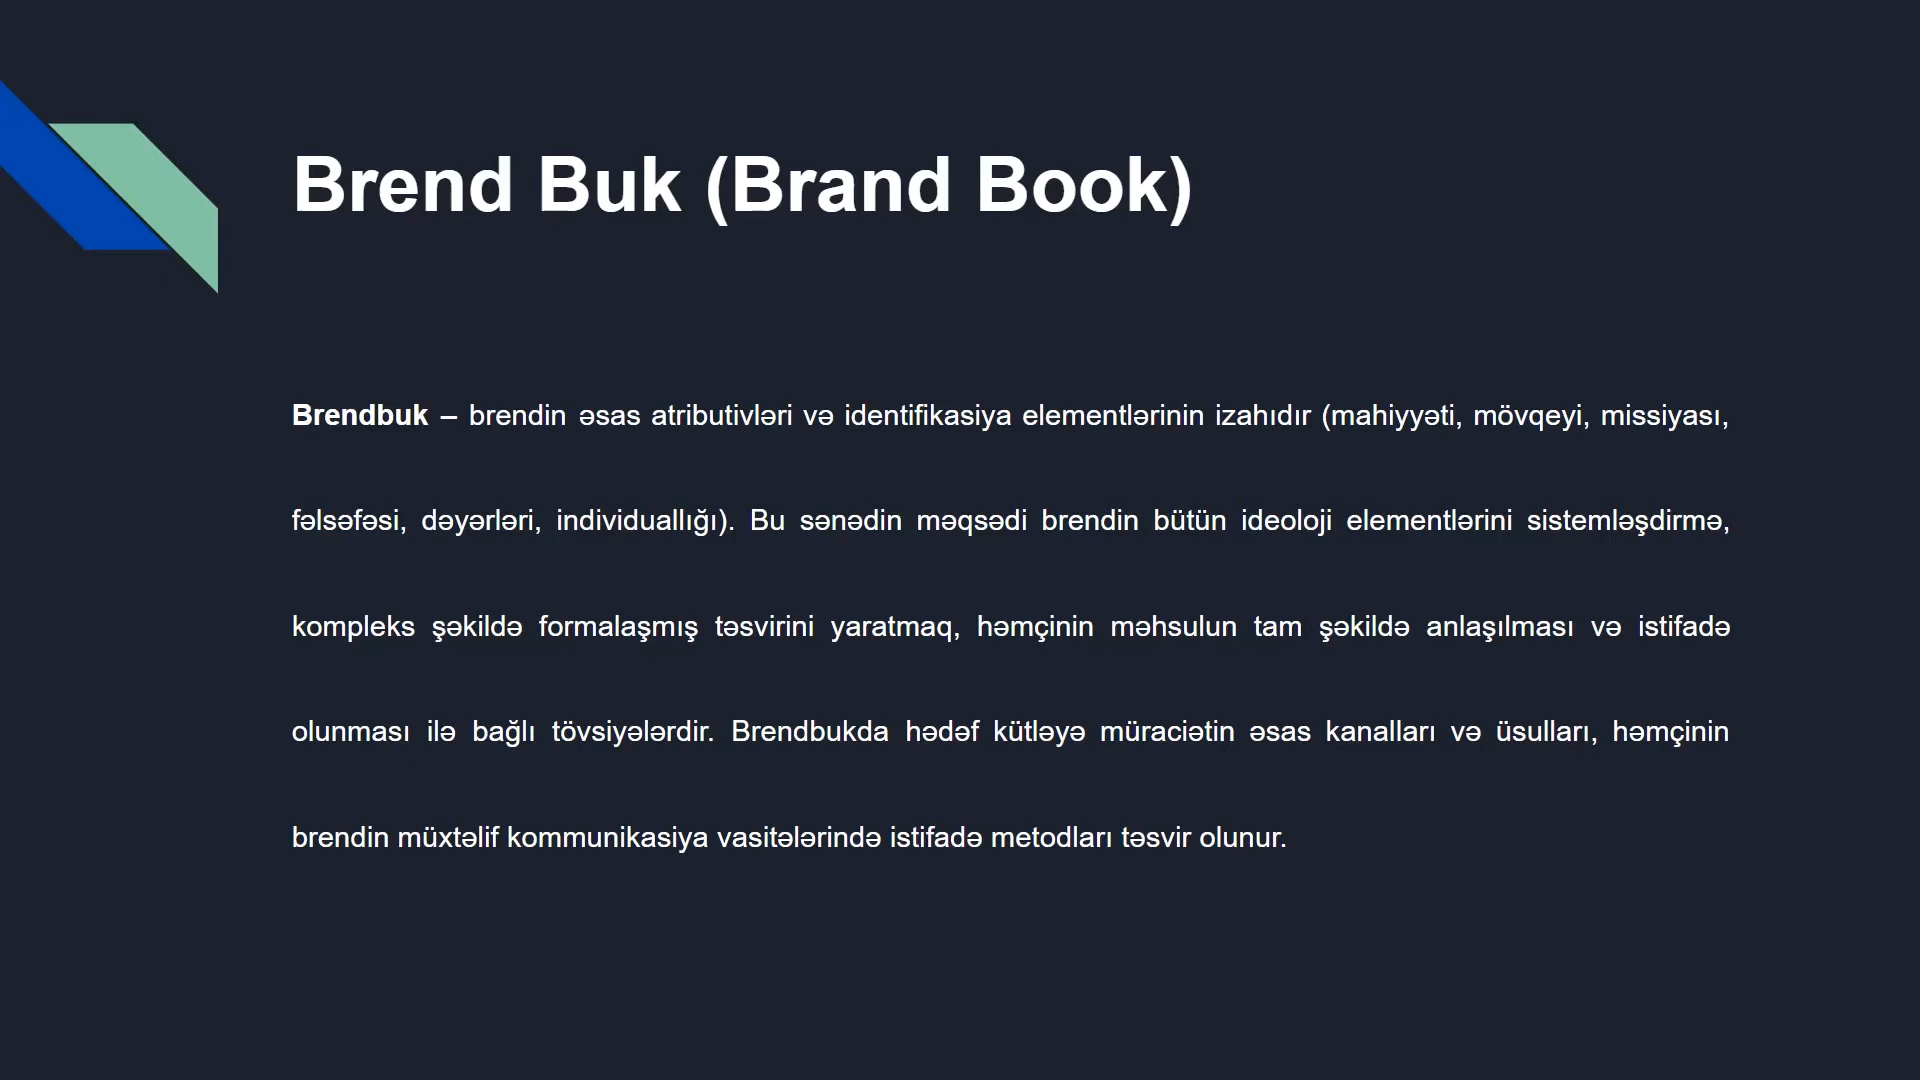 Brend Buk (Brand Book)
Brendbuk – brendin əsas atributivləri və identifikasiya elementlərinin izahıdır (mahiyyəti, mövqeyi, missiyası,
fəlsəfəsi, dəyərləri, individuallığı). Bu sənədin məqsədi brendin bütün ideoloji elementlərini sistemləşdirmə,
kompleks şəkildə formalaşmış təsvirini yaratmaq, həmçinin məhsulun tam şəkildə anlaşılması və istifadə
olunması ilə bağlı tövsiyələrdir. Brendbukda hədəf kütləyə müraciətin əsas kanalları və üsulları, həmçinin
brendin müxtəlif kommunikasiya vasitələrində istifadə metodları təsvir olunur.